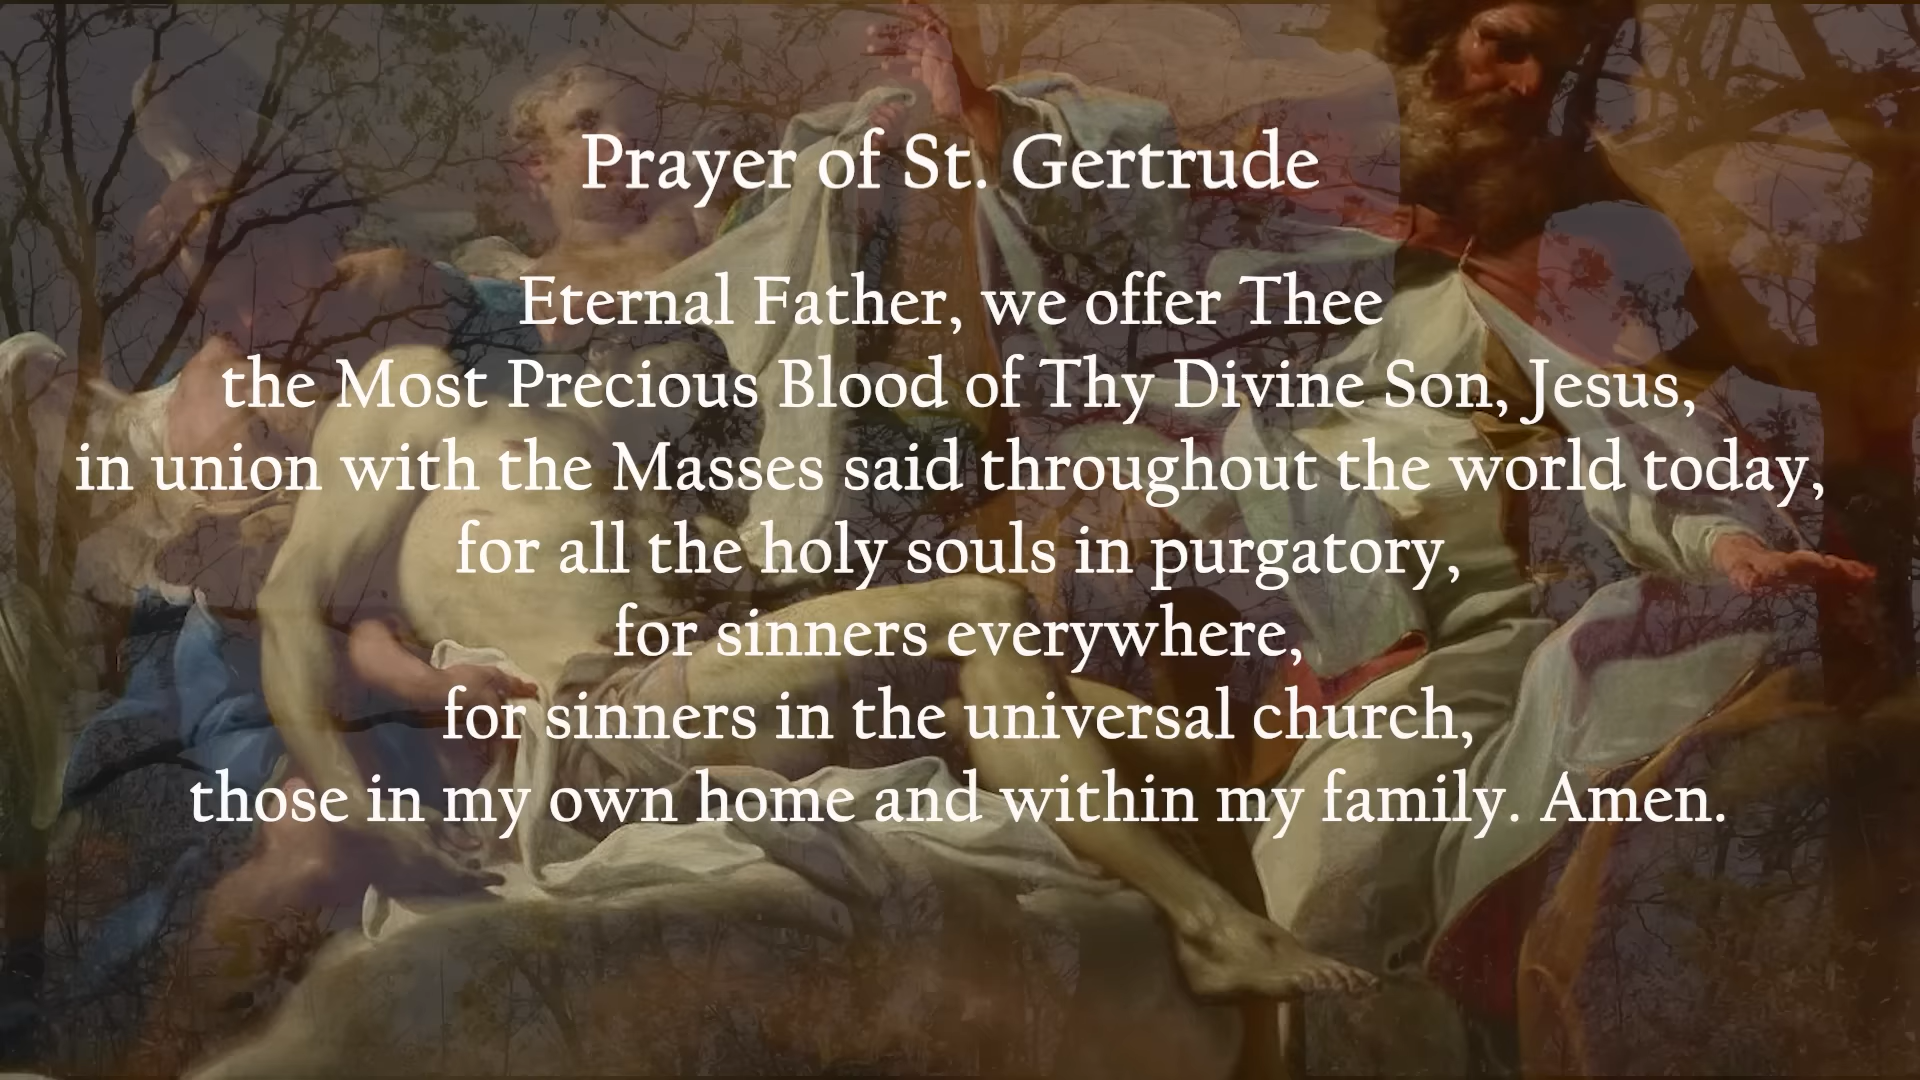 Prayer of St. Gertrude
Eternal Father, we offer Thee
the Most Precious Blood of Thy Divine Son, Jesus,
in union with the Masses said throughout the world today,
for all the holy souls in purgatory,
for sinners everywhere,
for sinners in the universal church,
those in my own home and within my family. Amen.